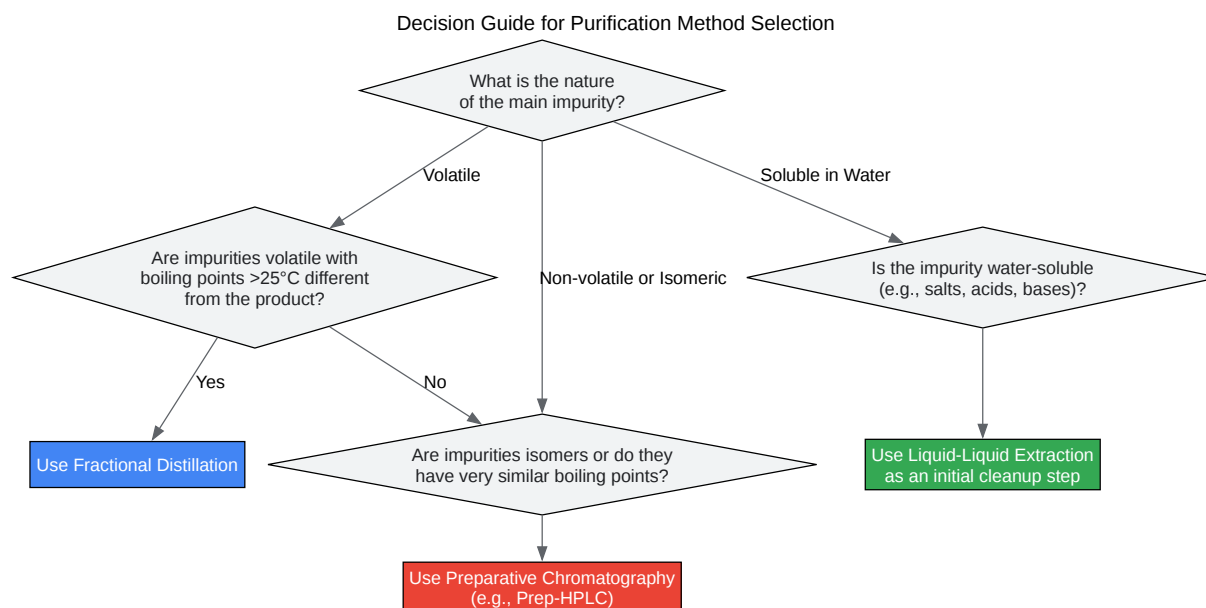 Decision Guide for Purification Method Selection
What is the nature
of the main impurity?
Volatile
Soluble in Water
Are impurities volatile with
boiling points >25°C different
from the product?
Non-volatile or Isomeric
Is the impurity water-soluble
(e.g., salts, acids, bases)?
Yes
No
Use Fractional Distillation
Are impurities isomers or do they
have very similar boiling points?
Use Liquid-Liquid Extraction
as an initial cleanup step
Use Preparative Chromatography
(e.g., Prep-HPLC)